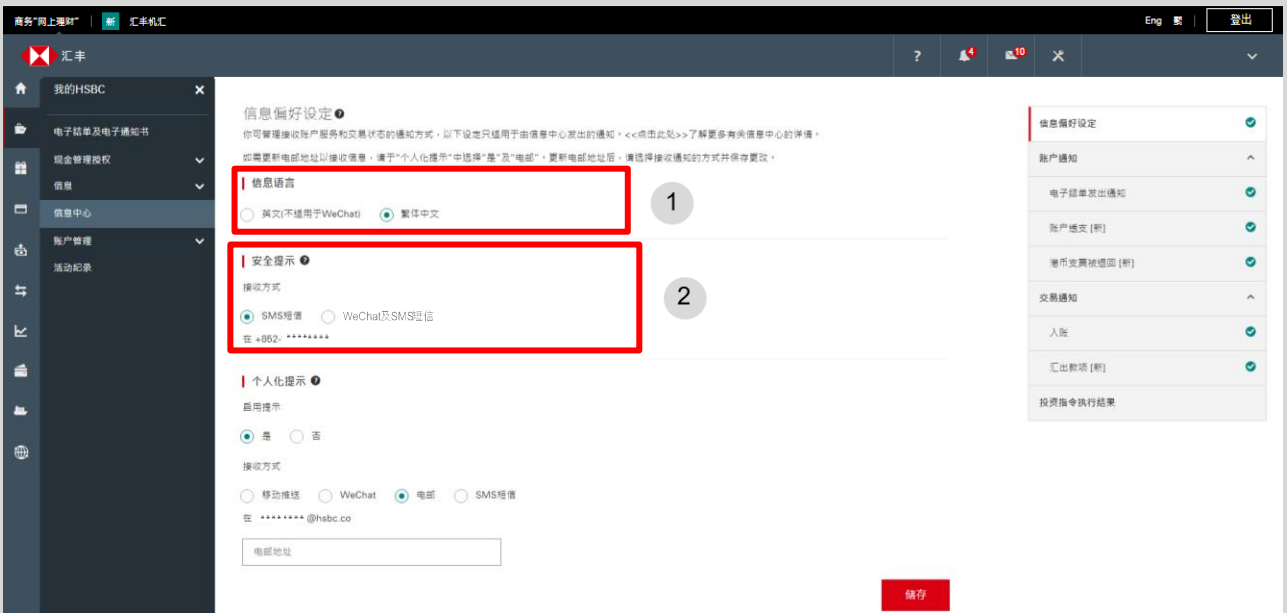 商务"网上理财" | 新 汇丰机汇 Eng 繁 | 登出
汇丰 ? 4 10
我的HSBC ×
电子结单及电子通知书
现金管理授权
信息
信息中心
账户管理
活动纪录
信息偏好设定?
你可管理接收账户服务和交易状态的通知方式，以下设定只适用于由信息中心发出的通知，<<点击此处>>了解更多有关信息中心的详情。
如需更新电邮地址以接收信息，请于"个人化提示"中选择"是"及"电邮"。更新电邮地址后，请选择接收通知的方式并保存更改。
信息语言
英文(不适用于WeChat) 繁体中文
1
安全提示 ?
接收方式
SMS短信 WeChat及SMS短信
在 +852- ********
2
个人化提示 ?
启用提示
是 否
接收方式
移动推送 WeChat 电邮 SMS短信
在 ******** @hsbc.co
电邮地址
储存
信息偏好设定
账户通知
电子结单发出通知
账户透支 [新]
港币支票被退回 [新]
交易通知
入账
汇出款项 [新]
投资指令执行结果